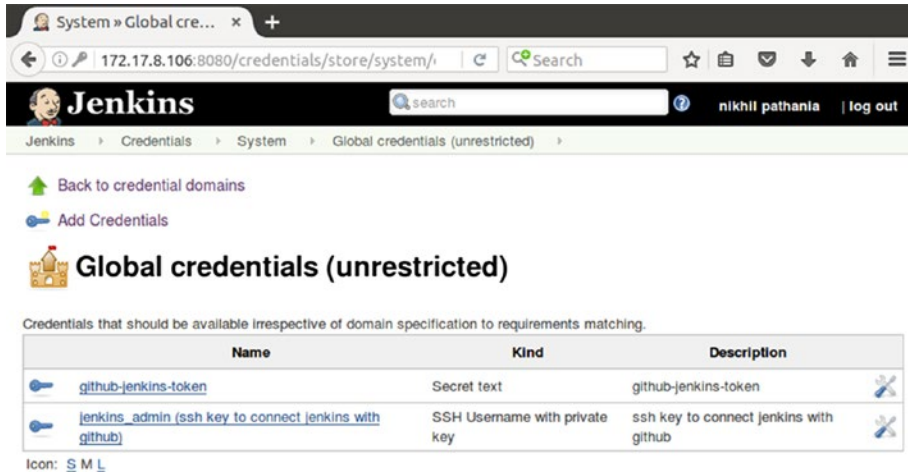 System » Global cre... × +
172.17.8.106:8080/credentials/store/system/ Search
Jenkins search nikhil pathania | log out
Jenkins Credentials System Global credentials (unrestricted)
Back to credential domains
Add Credentials
Global credentials (unrestricted)
Credentials that should be available irrespective of domain specification to requirements matching.
Name Kind Description
github-jenkins-token Secret text github-jenkins-token
jenkins_admin (ssh key to connect jenkins with SSH Username with private ssh key to connect jenkins with
github) key github
Icon: S M L